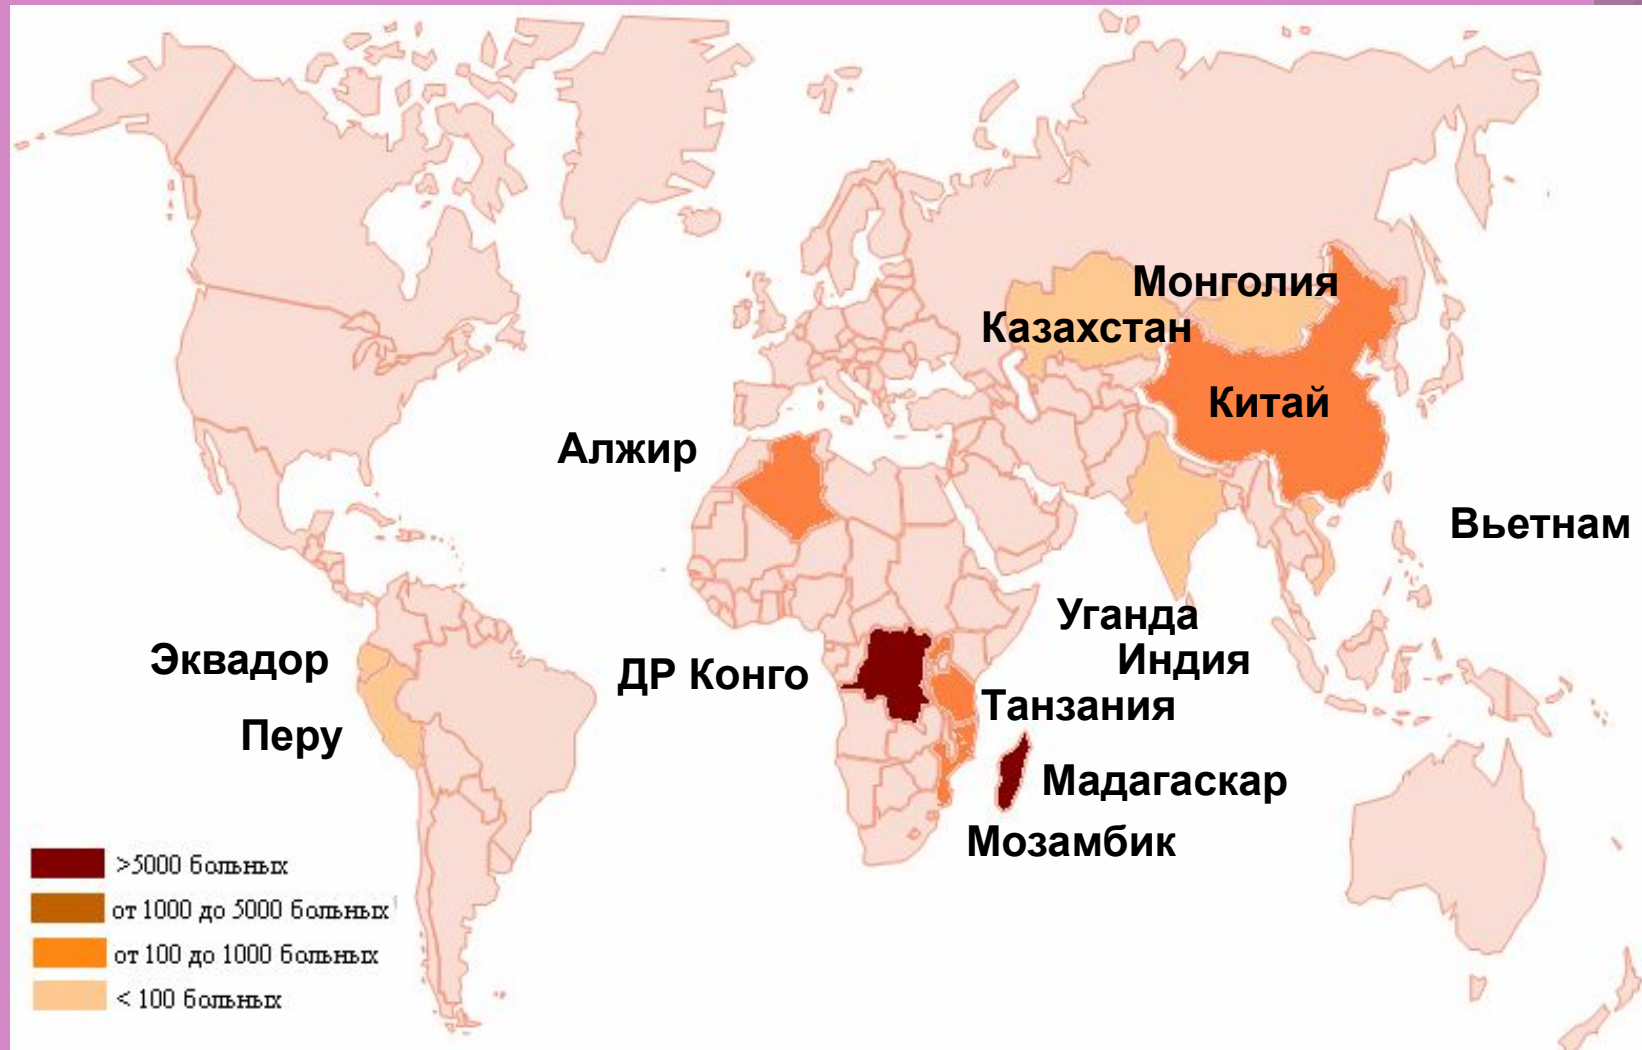 Монголия
Казахстан
Китай
Алжир
Вьетнам
Уганда
Эквадор
Индия
ДР Конго
Танзания
Перу
Мадагаскар
Мозамбик
>5000 больных
от 1000 до 5000 больных
от 100 до 1000 больных
< 100 больных